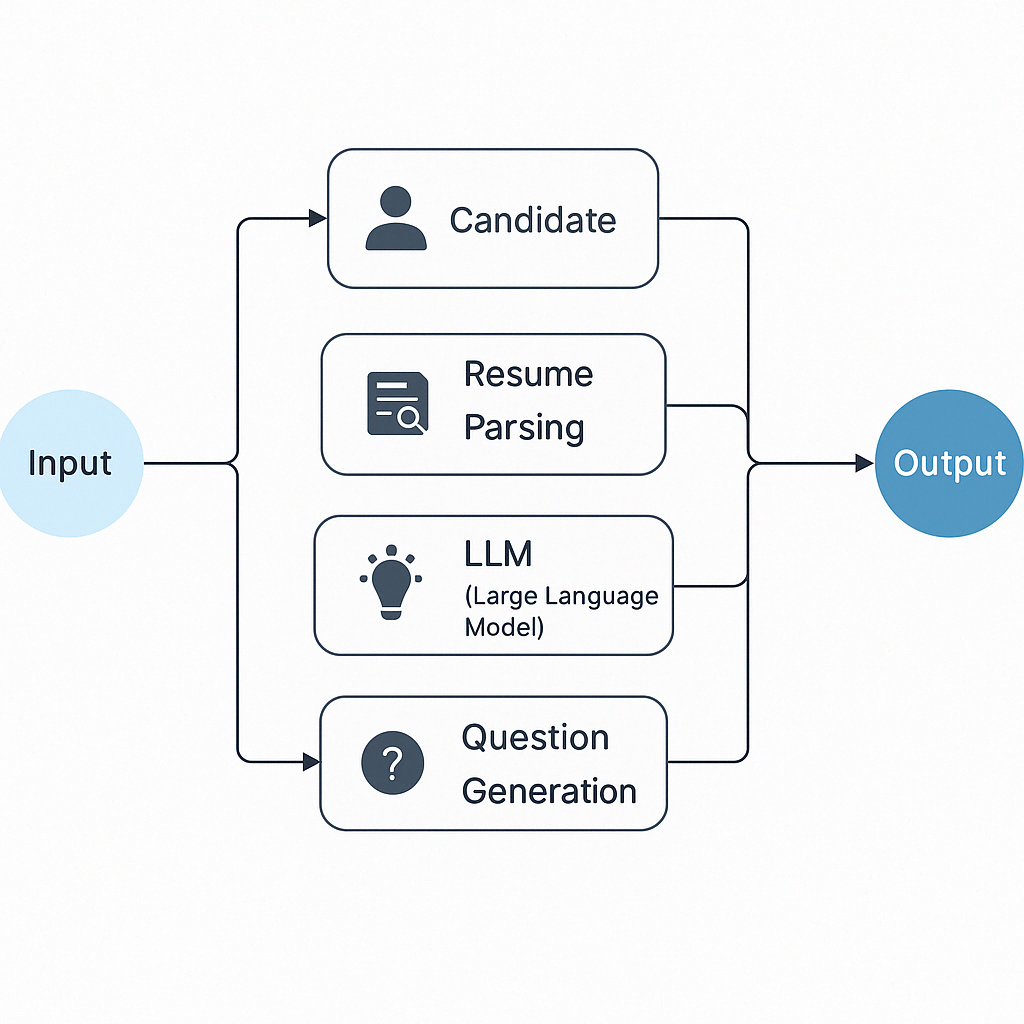 Input
Candidate
Resume
Parsing
LLM
(Large Language
Model)
?
Question
Generation
Output